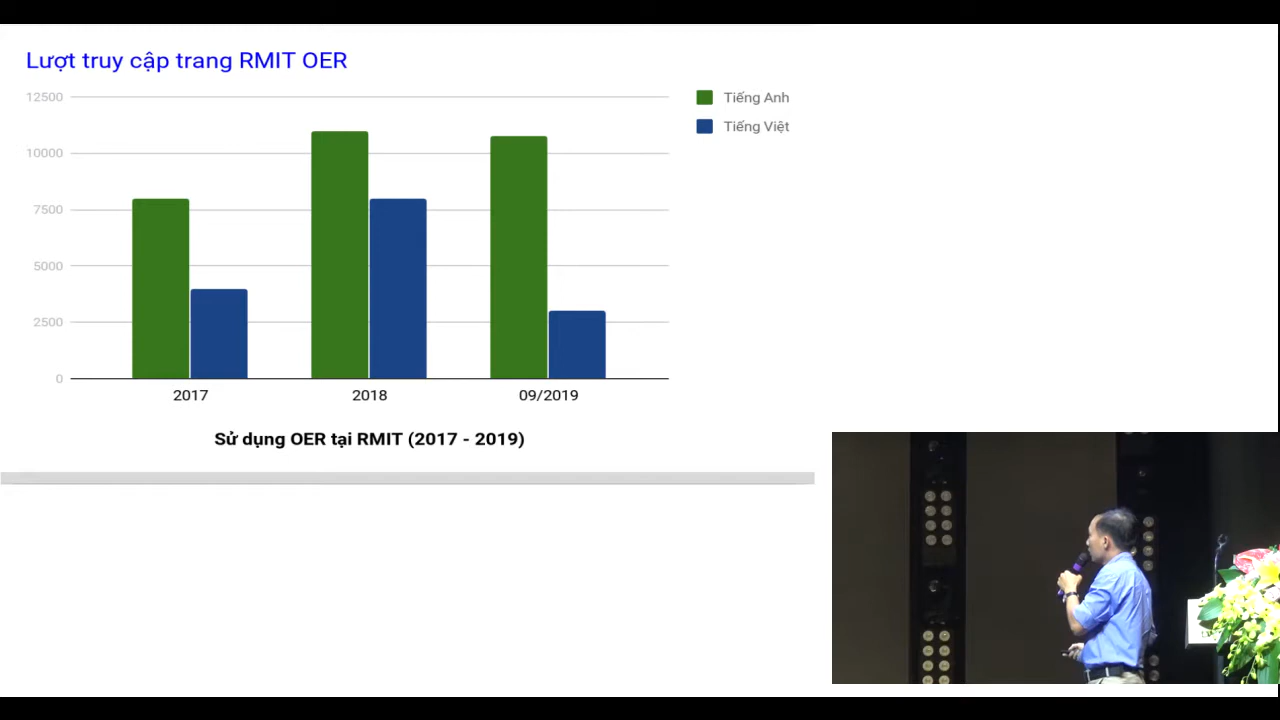 Lượt truy cập trang RMIT OER
12500
10000
7500
5000
2500
0
Tiếng Anh
Tiếng Việt
2017
2018
09/2019
Sử dụng OER tại RMIT (2017 - 2019)